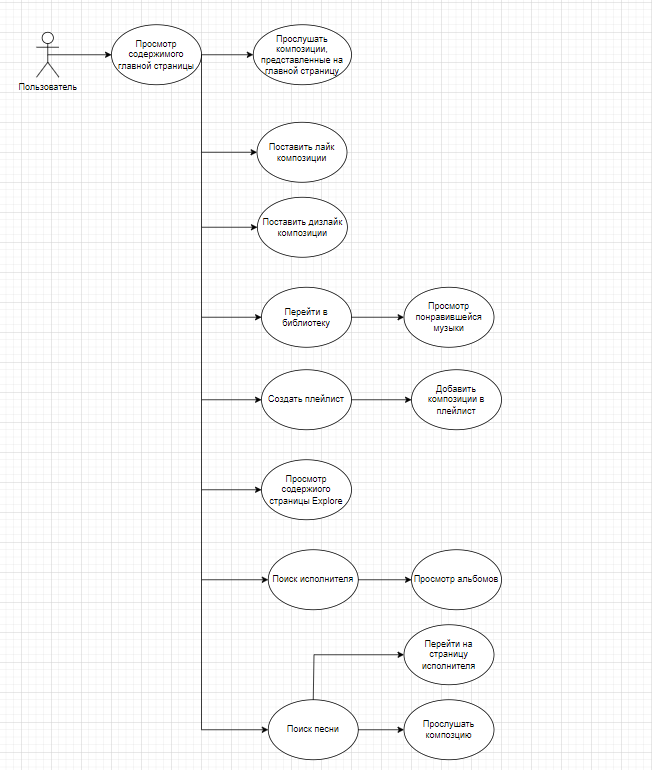 Пользователь
Просмотр
содержимого
главной страницы
Прослушать
композиции,
представленные на
главной страницу
Поставить лайк
композиции
Поставить дизлайк
композиции
Перейти в
библиотеку
Просмотр
понравившейся
музыки
Создать плейлист
Добавить
композиции в
плейлист
Просмотр
содержиого
страницы Explore
Поиск исполнителя
Просмотр альбомов
Перейти на
страницу
исполнителя
Поиск песни
Прослушать
композцию